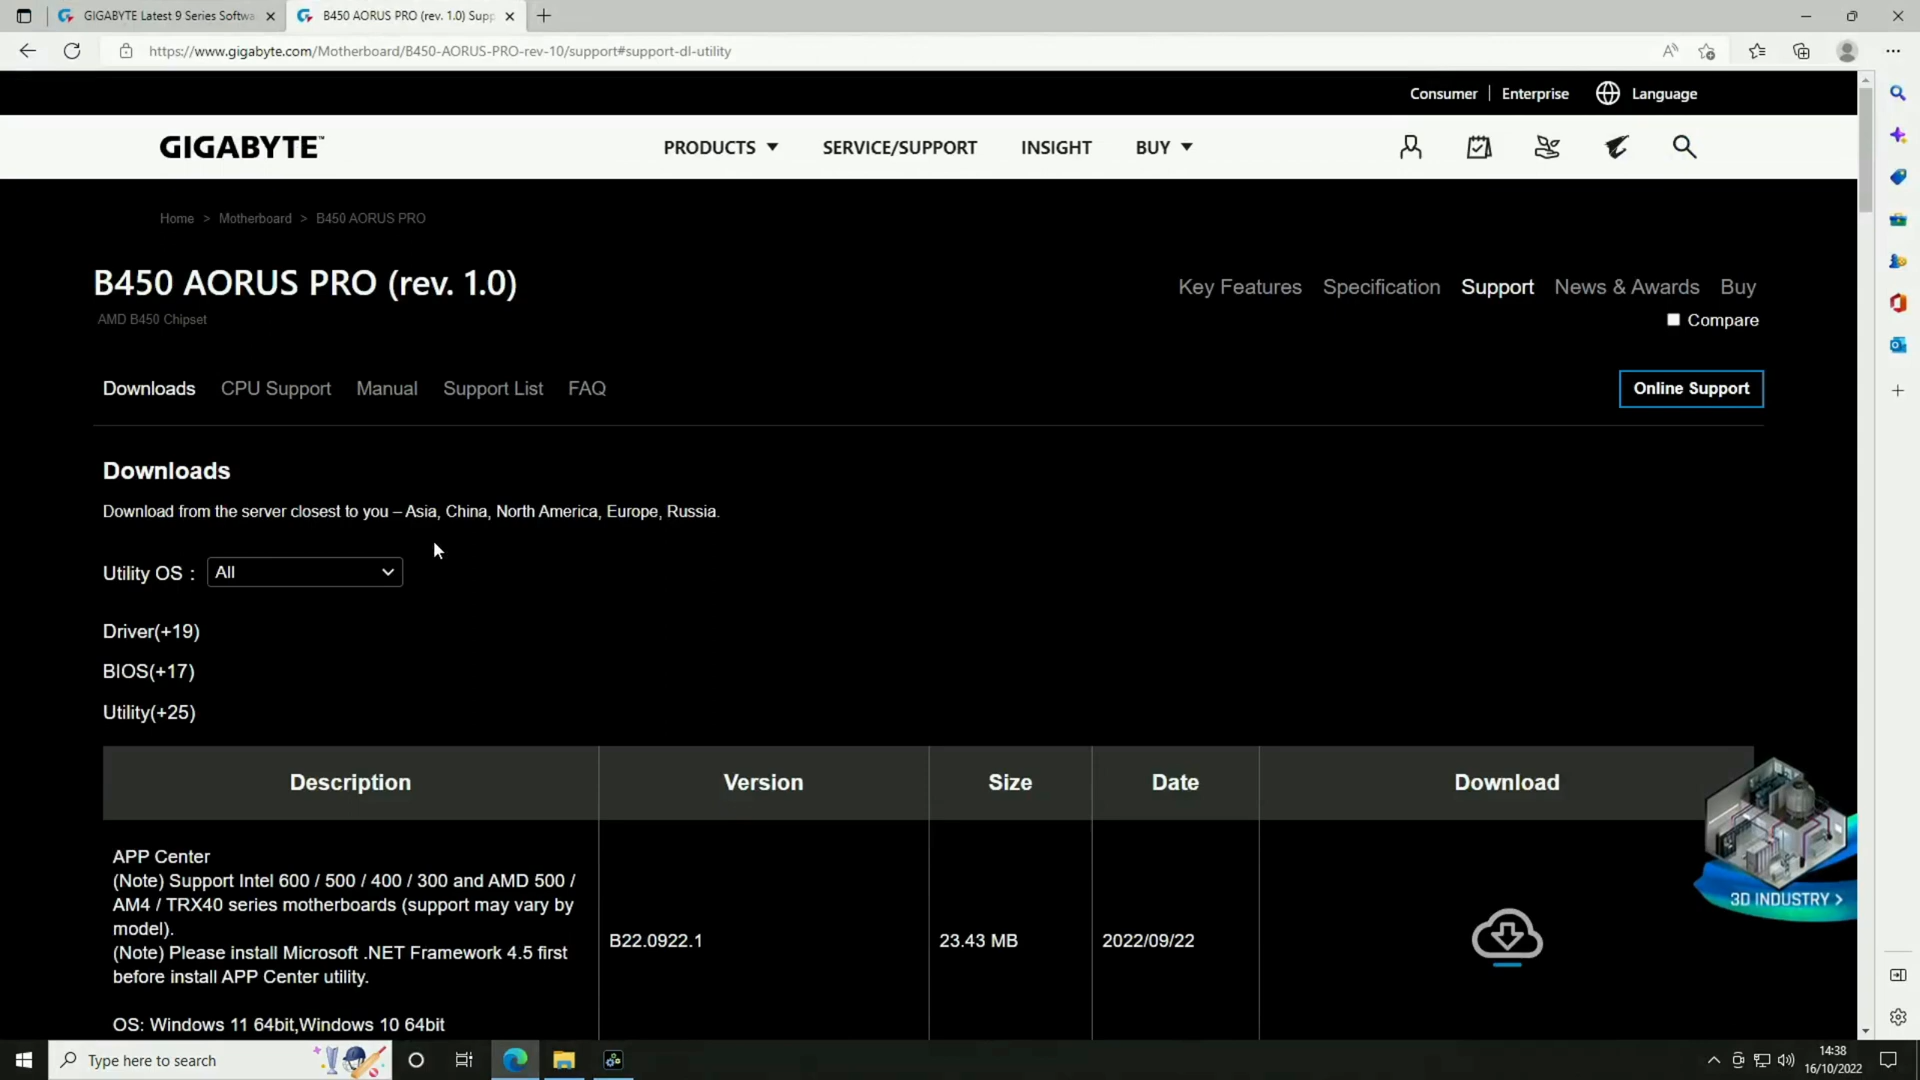 GIGABYTE Latest 9 Series Softwa
B450 AORUS PRO (rev. 1.0) Supp
https://www.gigabyte.com/Motherboard/B450-AORUS-PRO-rev-10/support#support-dl-utility
Consumer | Enterprise Language
GIGABYTE™ PRODUCTS SERVICE/SUPPORT INSIGHT BUY
Home > Motherboard > B450 AORUS PRO
B450 AORUS PRO (rev. 1.0)
Key Features Specification Support News & Awards Buy
AMD B450 Chipset
Compare
Downloads CPU Support Manual Support List FAQ
Online Support
Downloads
Download from the server closest to you – Asia, China, North America, Europe, Russia.
Utility OS : All
Driver(+19)
BIOS(+17)
Utility(+25)
Description Version Size Date Download
APP Center
(Note) Support Intel 600 / 500 / 400 / 300 and AMD 500 /
AM4 / TRX40 series motherboards (support may vary by
model).
(Note) Please install Microsoft .NET Framework 4.5 first
before install APP Center utility.
OS: Windows 11 64bit,Windows 10 64bit
B22.0922.1
23.43 MB
2022/09/22
3D INDUSTRY >
Type here to search
14:38
16/10/2022